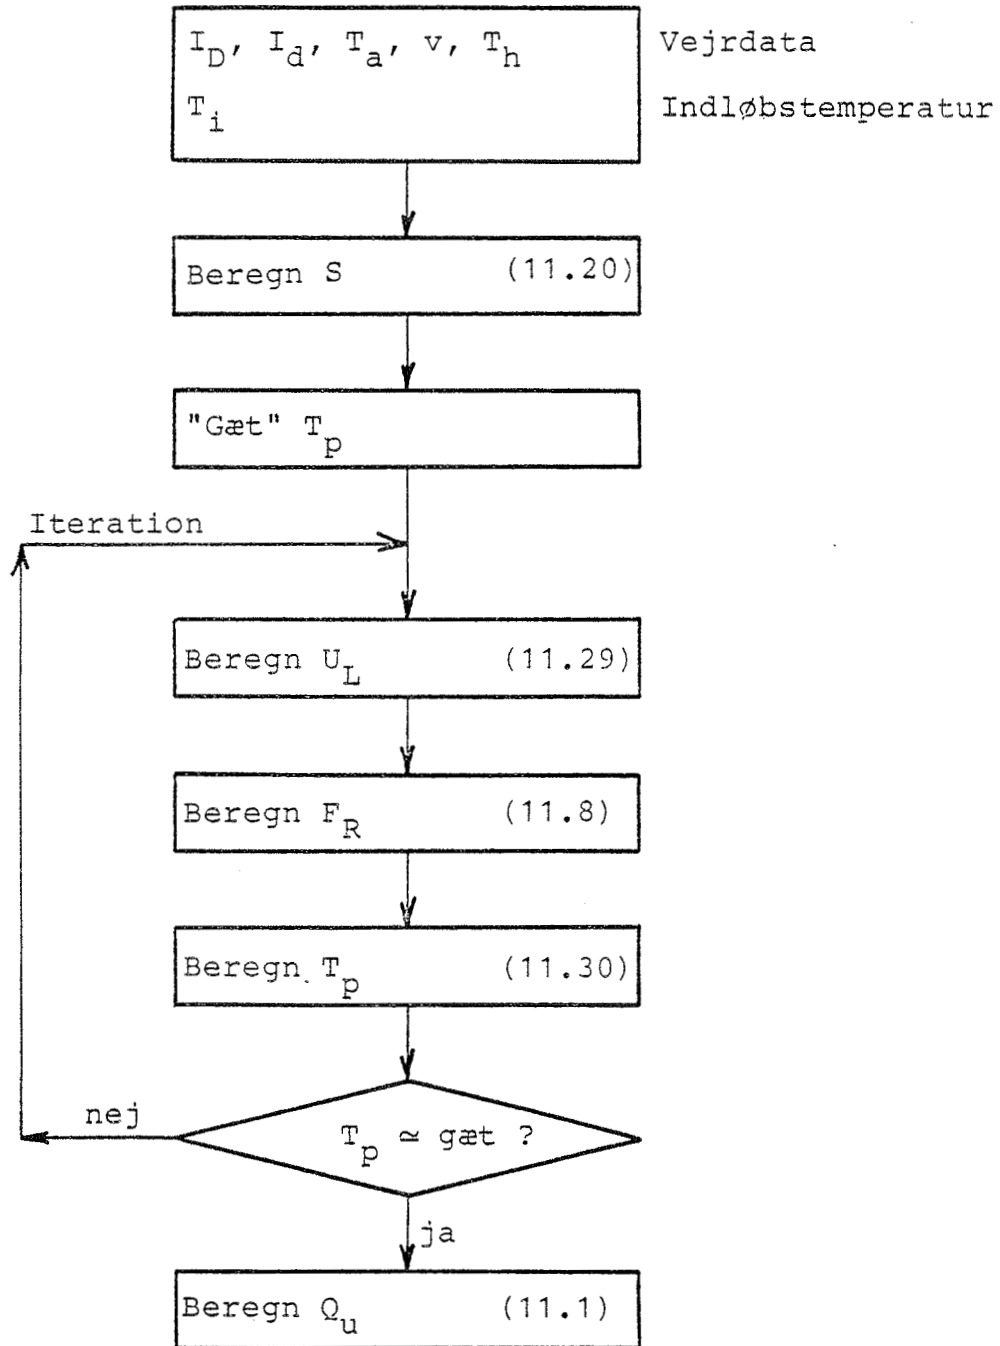 I_D, I_d, T_a, v, T_h Vejrdata
T_i Indløbstemperatur
Beregn S (11.20)
"Gæt" T_p
Iteration
Beregn U_L (11.29)
Beregn F_R (11.8)
Beregn T_p (11.30)
nej
T_p ≃ gæt ?
ja
Beregn Q_u (11.1)